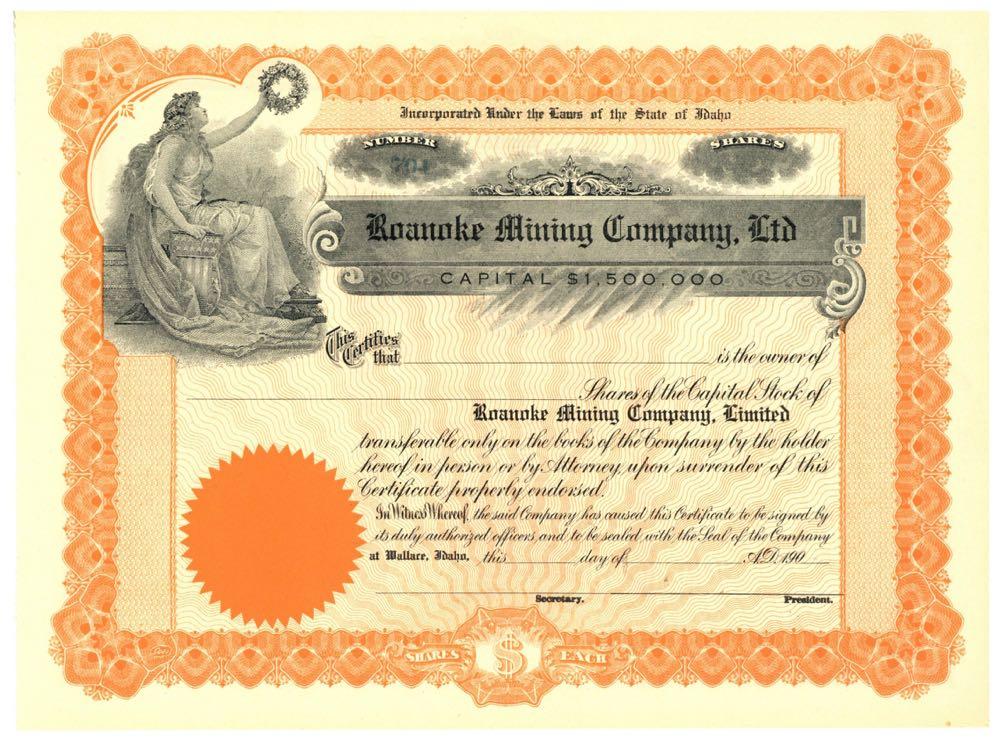 Incorporated Under the Laws of the State of Idaho
NUMBER
SHARES
Roanoke Mining Company, Ltd
CAPITAL $1,500,000
This Certifies that is the owner of
Shares of the Capital Stock of
Roanoke Mining Company, Limited
transferable only on the books of the Company by the holder
hereof in person or by Attorney, upon surrender of this
Certificate properly endorsed.
In Witness Whereof, the said Company has caused this Certificate to be signed by
its duly authorized officers and to be sealed with the Seal of the Company
at Wallace, Idaho, this day of A.D. 190
Secretary. President.
SHARES $ EACH